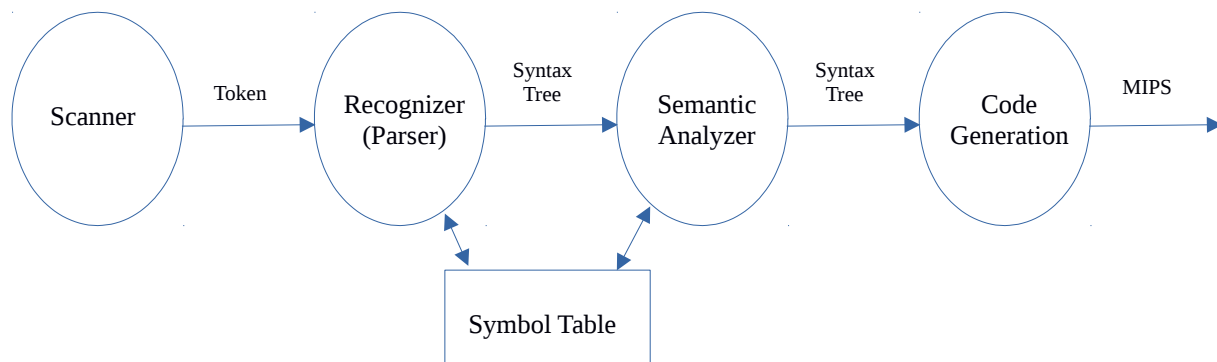 Scanner
Token
Recognizer
(Parser)
Syntax
Tree
Semantic
Analyzer
Syntax
Tree
Code
Generation
MIPS
Symbol Table